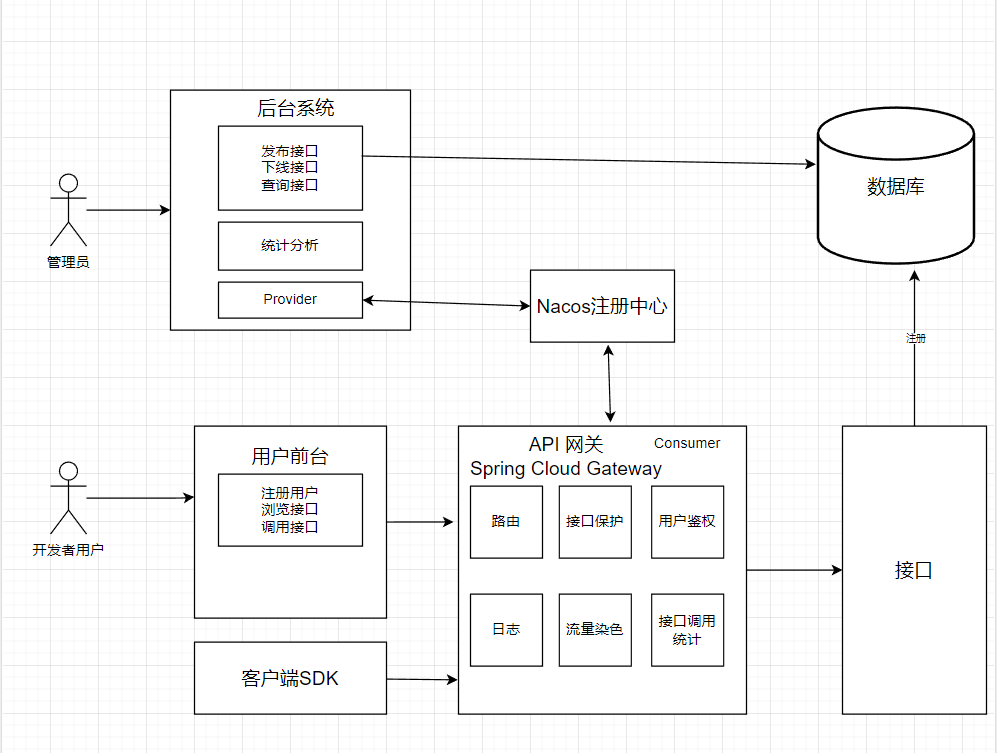 后台系统
发布接口
下线接口
查询接口
统计分析
Provider
管理员
数据库
Nacos注册中心
注册
用户前台
注册用户
浏览接口
调用接口
开发者用户
客户端SDK
API 网关
Consumer
Spring Cloud Gateway
路由
接口保护
用户鉴权
日志
流量染色
接口调用
统计
接口